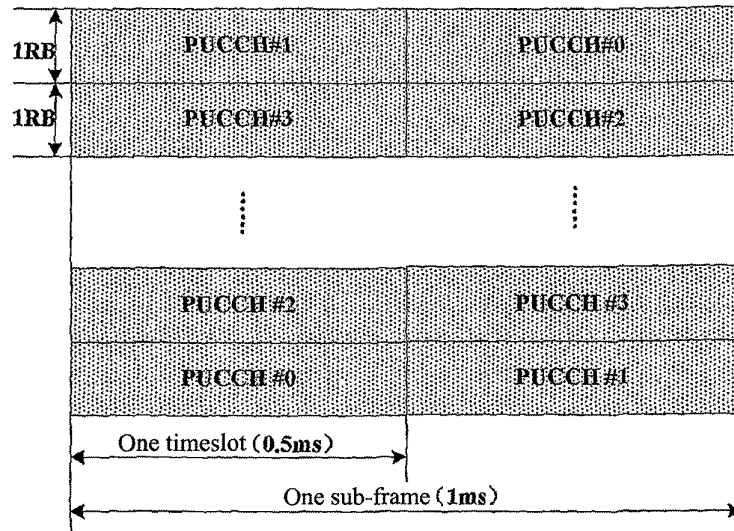 1RB PUCCH#1 PUCCH#0
1RB PUCCH#3 PUCCH#2
PUCCH #2 PUCCH #3
PUCCH #0 PUCCH #1
One timeslot (0.5ms)
One sub-frame (1ms)